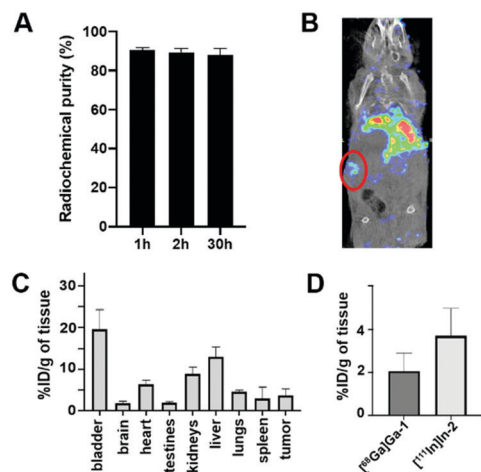 A
Radiochemical purity (%)
100
80
60
40
20
0
1h 2h 30h
B
C
%ID/g of tissue
30
20
10
0
bladder
brain
heart
testines
kidneys
liver
lungs
spleen
tumor
D
%ID/g of tissue
4
2
0
[⁶⁸Ga]Ga-1
[¹¹¹In]In-2